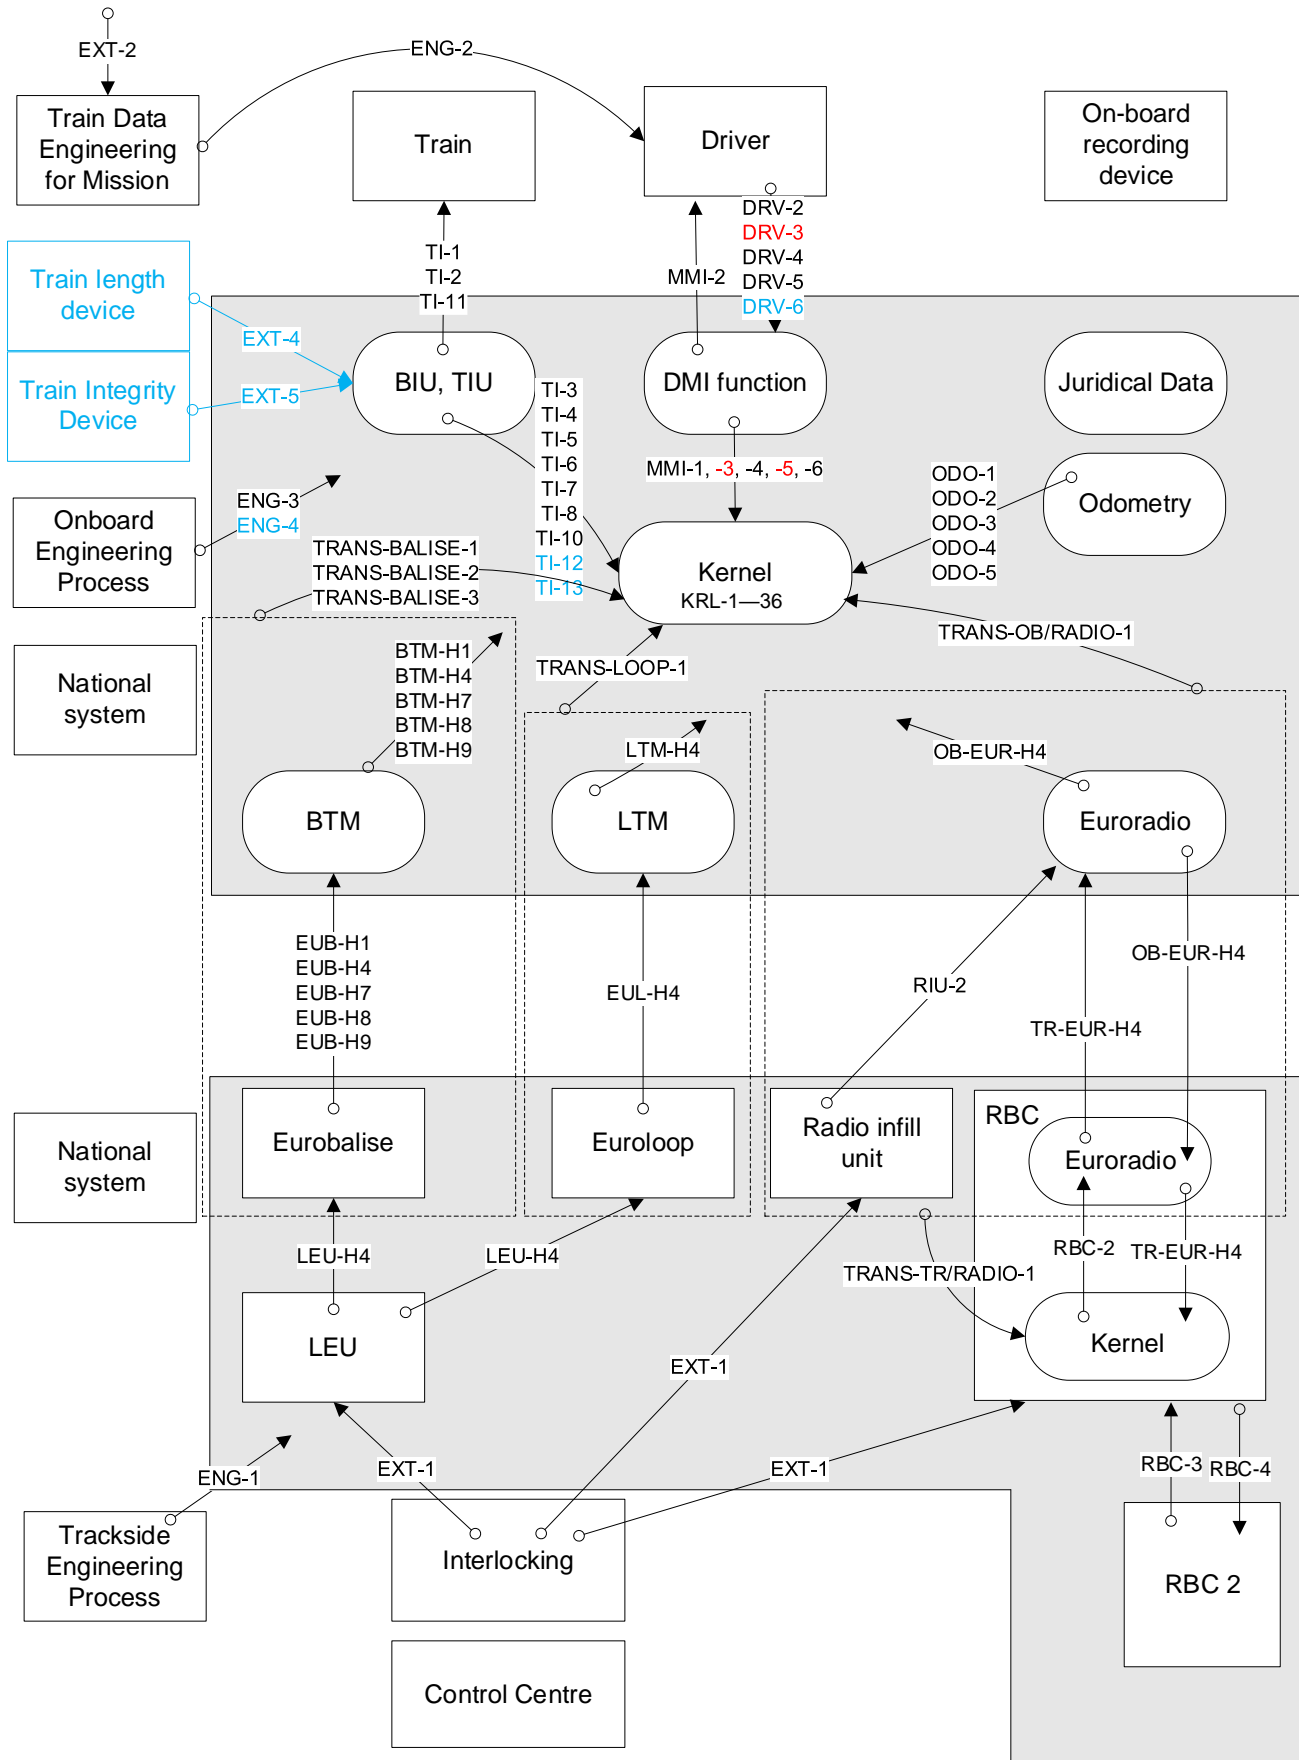 EXT-2
ENG-2
Train Data
Engineering
for Mission
Train
Driver
On-board
recording
device
DRV-2
DRV-3
DRV-4
DRV-5
DRV-6
TI-1
TI-2
TI-11
MMI-2
Train length
device
EXT-4
Train Integrity
Device
EXT-5
BIU, TIU
DMI function
Juridical Data
TI-3
TI-4
TI-5
TI-6
TI-7
TI-8
TI-10
TI-12
TI-13
MMI-1, -3, -4, -5, -6
ODO-1
ODO-2
ODO-3
ODO-4
ODO-5
Odometry
Onboard
Engineering
Process
ENG-3
ENG-4
TRANS-BALISE-1
TRANS-BALISE-2
TRANS-BALISE-3
Kernel
KRL-1—36
TRANS-OB/RADIO-1
National
system
BTM-H1
BTM-H4
BTM-H7
BTM-H8
BTM-H9
TRANS-LOOP-1
LTM-H4
OB-EUR-H4
BTM
LTM
Euroradio
EUB-H1
EUB-H4
EUB-H7
EUB-H8
EUB-H9
EUL-H4
RIU-2
OB-EUR-H4
TR-EUR-H4
National
system
Eurobalise
Euroloop
Radio infill
unit
RBC
Euroradio
LEU-H4
LEU-H4
TRANS-TR/RADIO-1
RBC-2
TR-EUR-H4
LEU
Kernel
EXT-1
EXT-1
EXT-1
ENG-1
RBC-3
RBC-4
Trackside
Engineering
Process
Interlocking
RBC 2
Control Centre